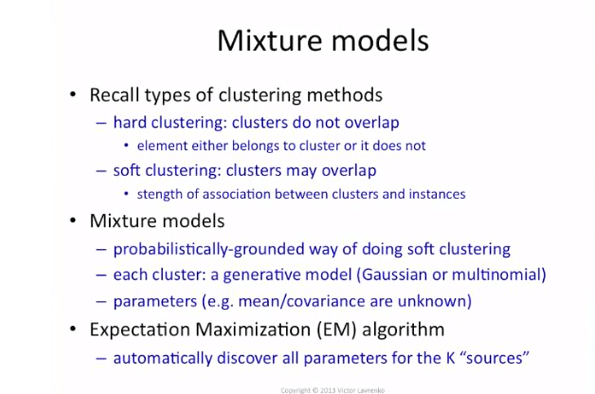 Mixture models
• Recall types of clustering methods
– hard clustering: clusters do not overlap
• element either belongs to cluster or it does not
– soft clustering: clusters may overlap
• stength of association between clusters and instances
• Mixture models
– probabilistically-grounded way of doing soft clustering
– each cluster: a generative model (Gaussian or multinomial)
– parameters (e.g. mean/covariance are unknown)
• Expectation Maximization (EM) algorithm
– automatically discover all parameters for the K “sources”
Copyright © 2013 Victor Lavrenko